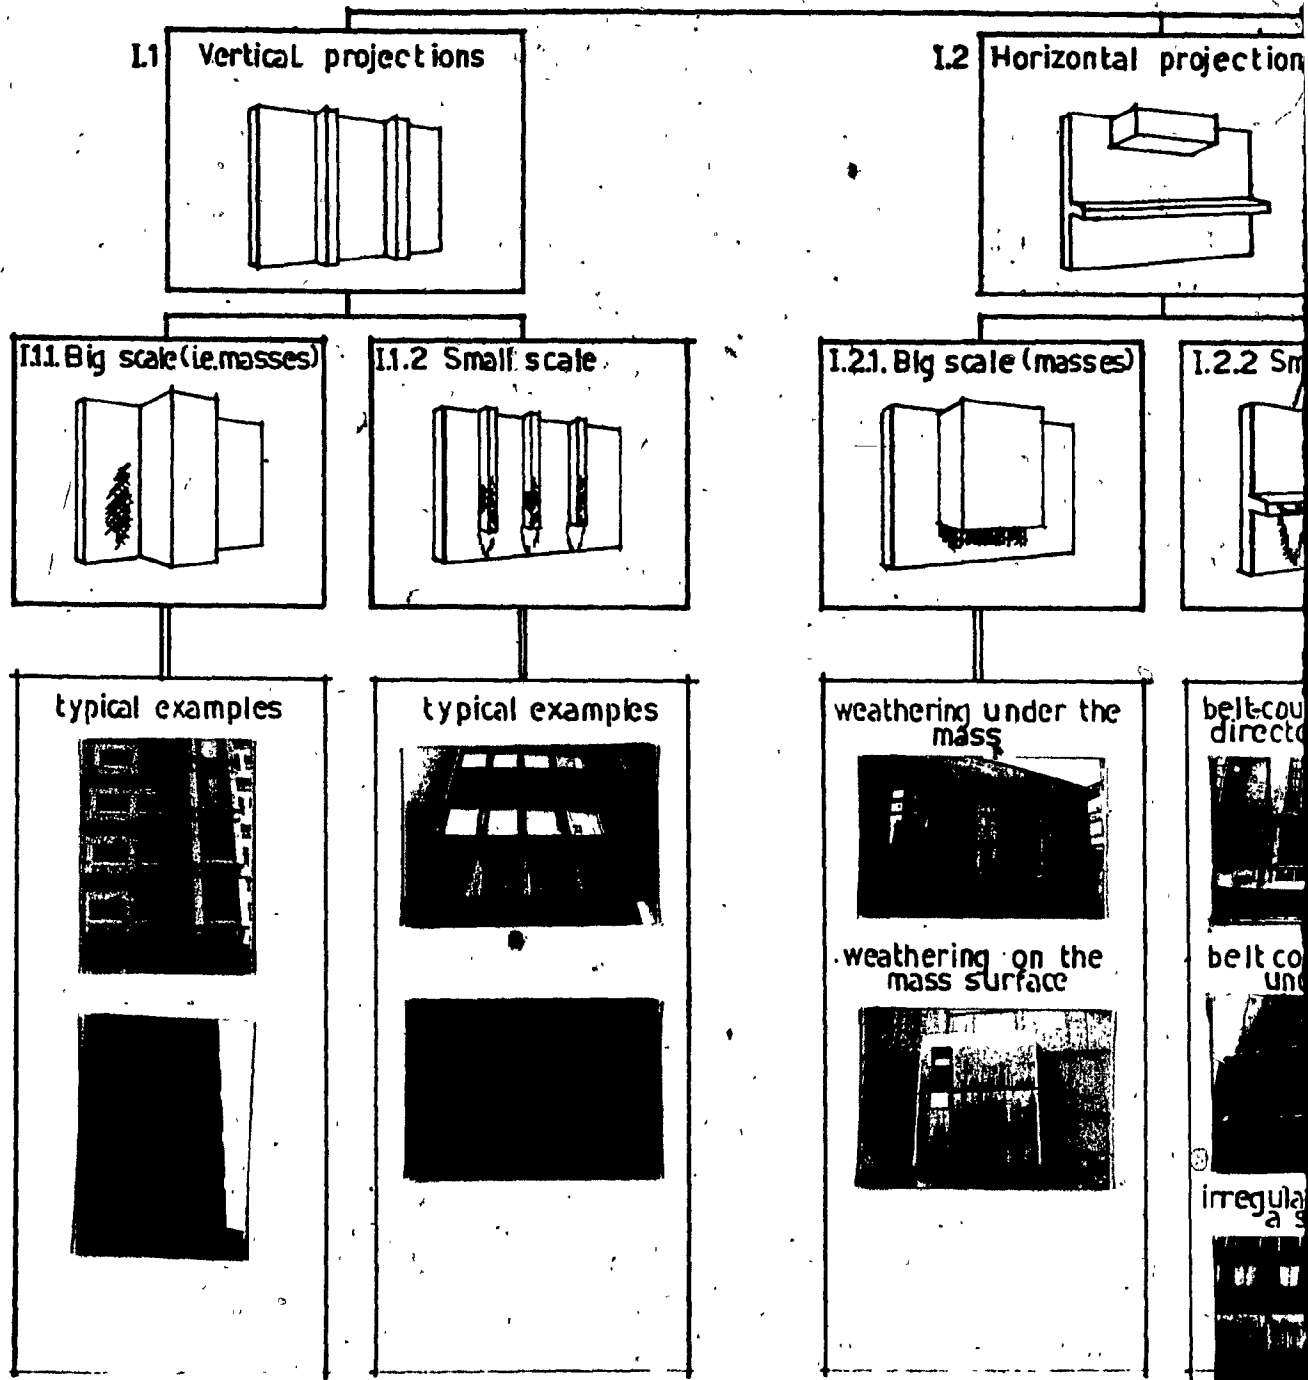 I.1 Vertical projections
I.2 Horizontal projection
I.1.1. Big scale (i.e. masses)
I.1.2 Small scale
I.2.1. Big scale (masses)
I.2.2 Sm
typical examples
typical examples
weathering under the
mass
weathering on the
mass surface
belt-cou
directo
belt co
und
irregula
a s